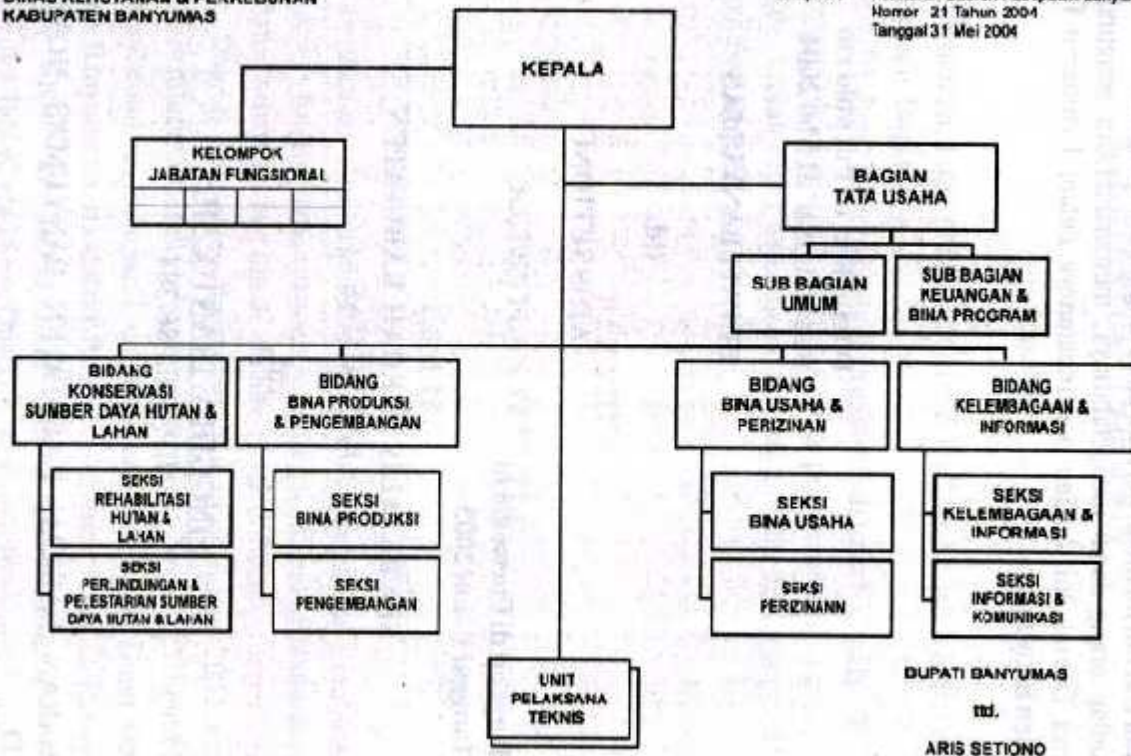 KABUPATEN BANYUMAS
Nomor 21 Tahun 2004
Tanggal 31 Mei 2004
KEPALA
KELOMPOK
JABATAN FUNGSIONAL
BAGIAN
TATA USAHA
SUB BAGIAN
UMUM
SUB BAGIAN
KEUANGAN &
BINA PROGRAM
BIDANG
KONSERVASI
SUMBER DAYA HUTAN &
LAHAN
BIDANG
BINA PRODUKSI
& PENGEMBANGAN
BIDANG
BINA USAHA &
PERIZINAN
BIDANG
KELEMBAGAAN &
INFORMASI
SEKSI
REHABILITASI
HUTAN &
LAHAN
SEKSI
BINA PRODUKSI
SEKSI
BINA USAHA
SEKSI
KELEMBAGAAN &
INFORMASI
SEKSI
PERLINDUNGAN &
PELESTARIAN SUMBER
DAYA HUTAN & LAHAN
SEKSI
PENGEMBANGAN
SEKSI
PERIZINANN
SEKSI
INFORMASI &
KOMUNIKASI
UNIT
PELAKSANA
TEKNIS
BUPATI BANYUMAS
ttd.
ARIS SETIONO